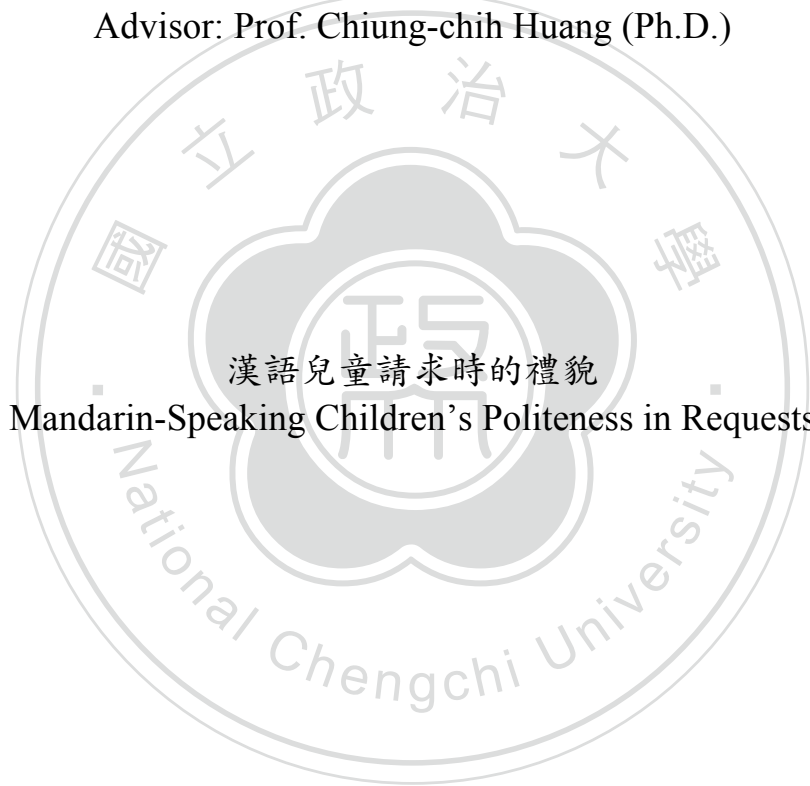 Advisor: Prof. Chiung-chih Huang (Ph.D.)
國立政治大學
漢語兒童請求時的禮貌
Mandarin-Speaking Children's Politeness in Requests
National Chengchi University